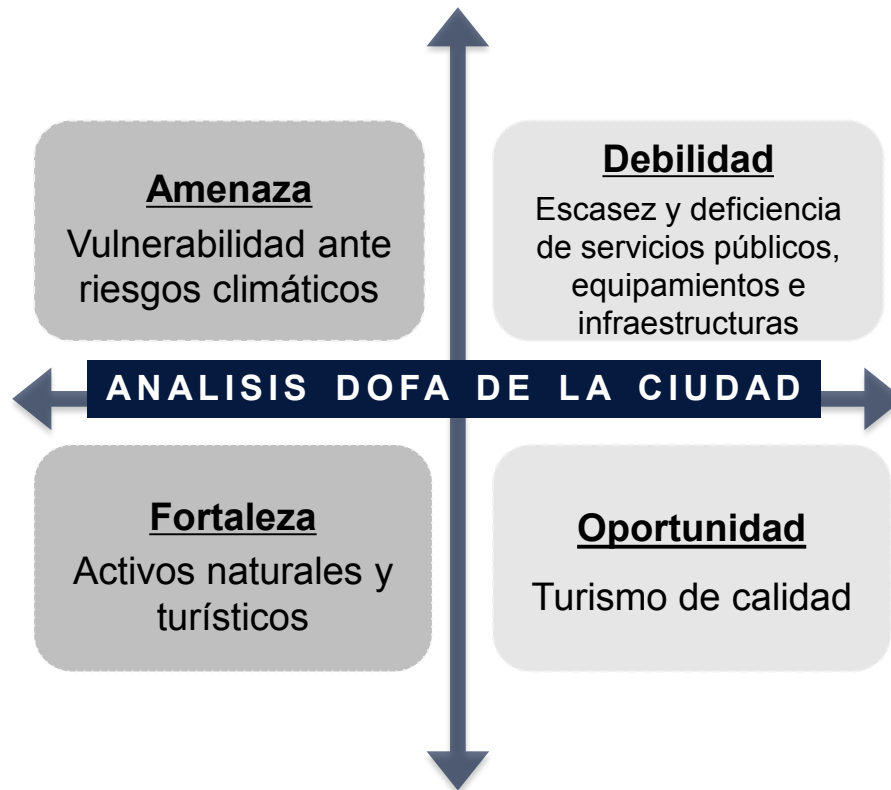 Amenaza
Vulnerabilidad ante
riesgos climáticos
Debilidad
Escasez y deficiencia
de servicios públicos,
equipamientos e
infraestructuras
ANALISIS DOFA DE LA CIUDAD
Fortaleza
Activos naturales y
turísticos
Oportunidad
Turismo de calidad